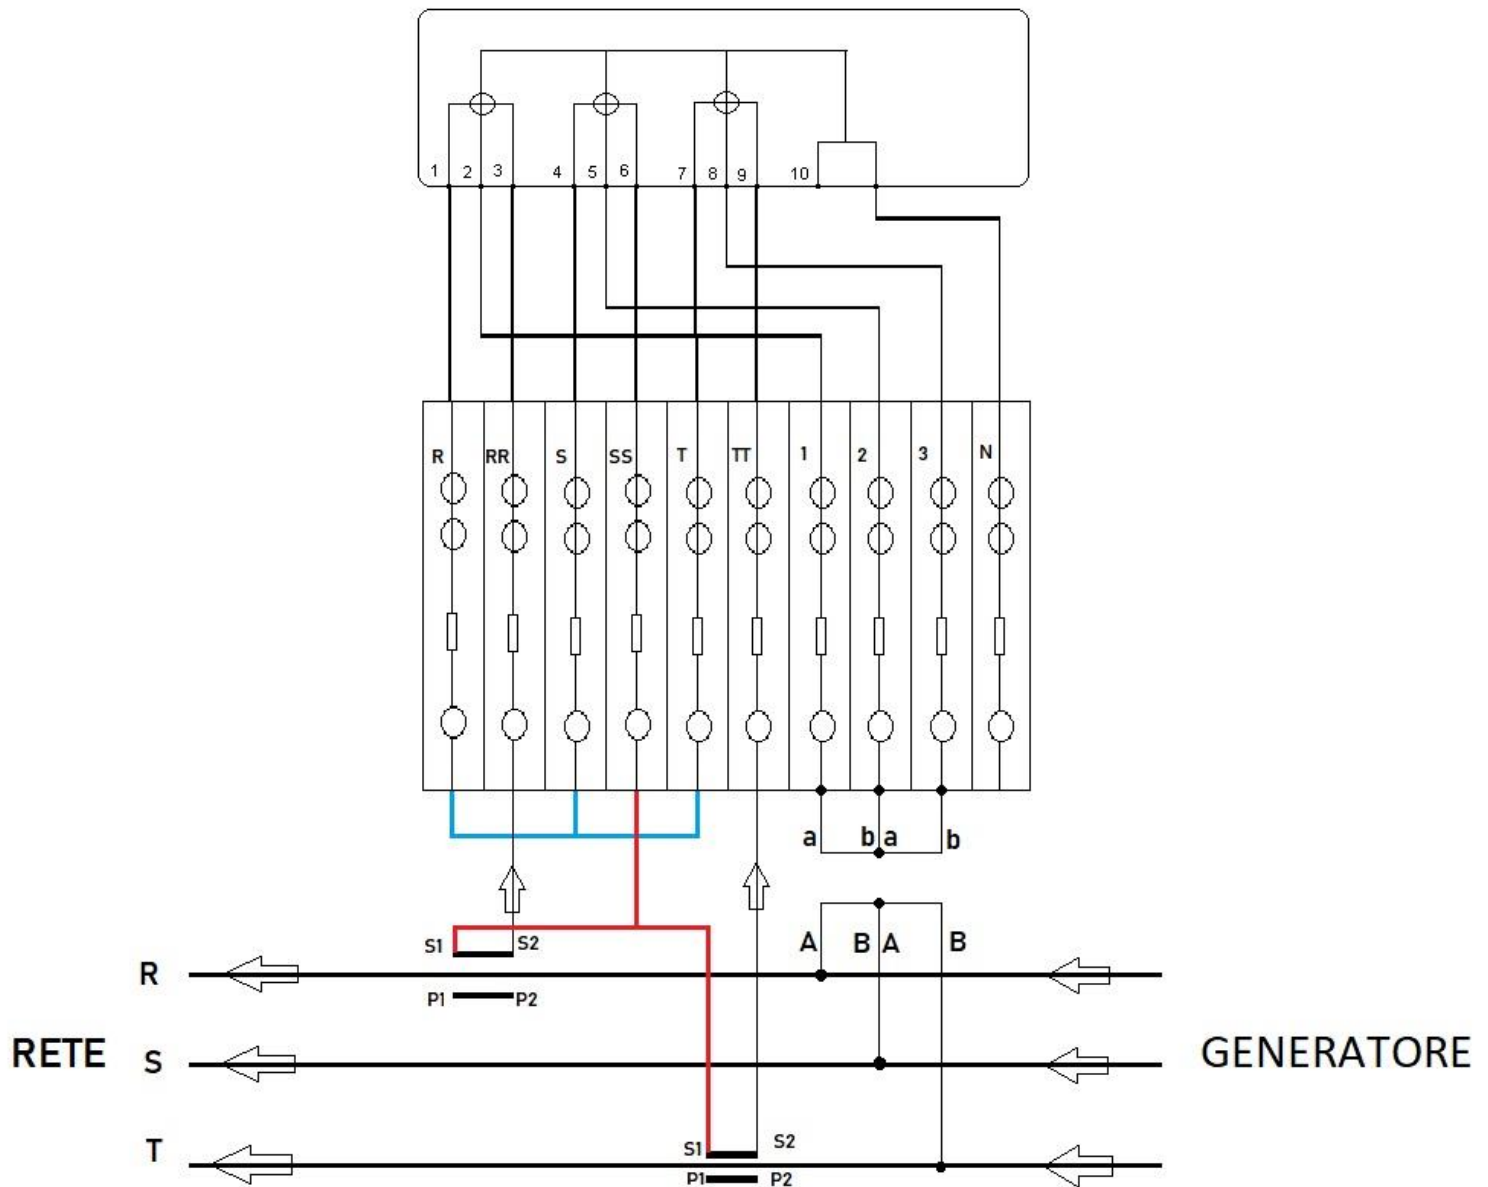 1 2 3 4 5 6 7 8 9 10
R RR S SS T TT 1 2 3 N
a b a b
A B A B
S1 S2
R
P1 P2
RETE S GENERATORE
T
S1 S2
P1 P2